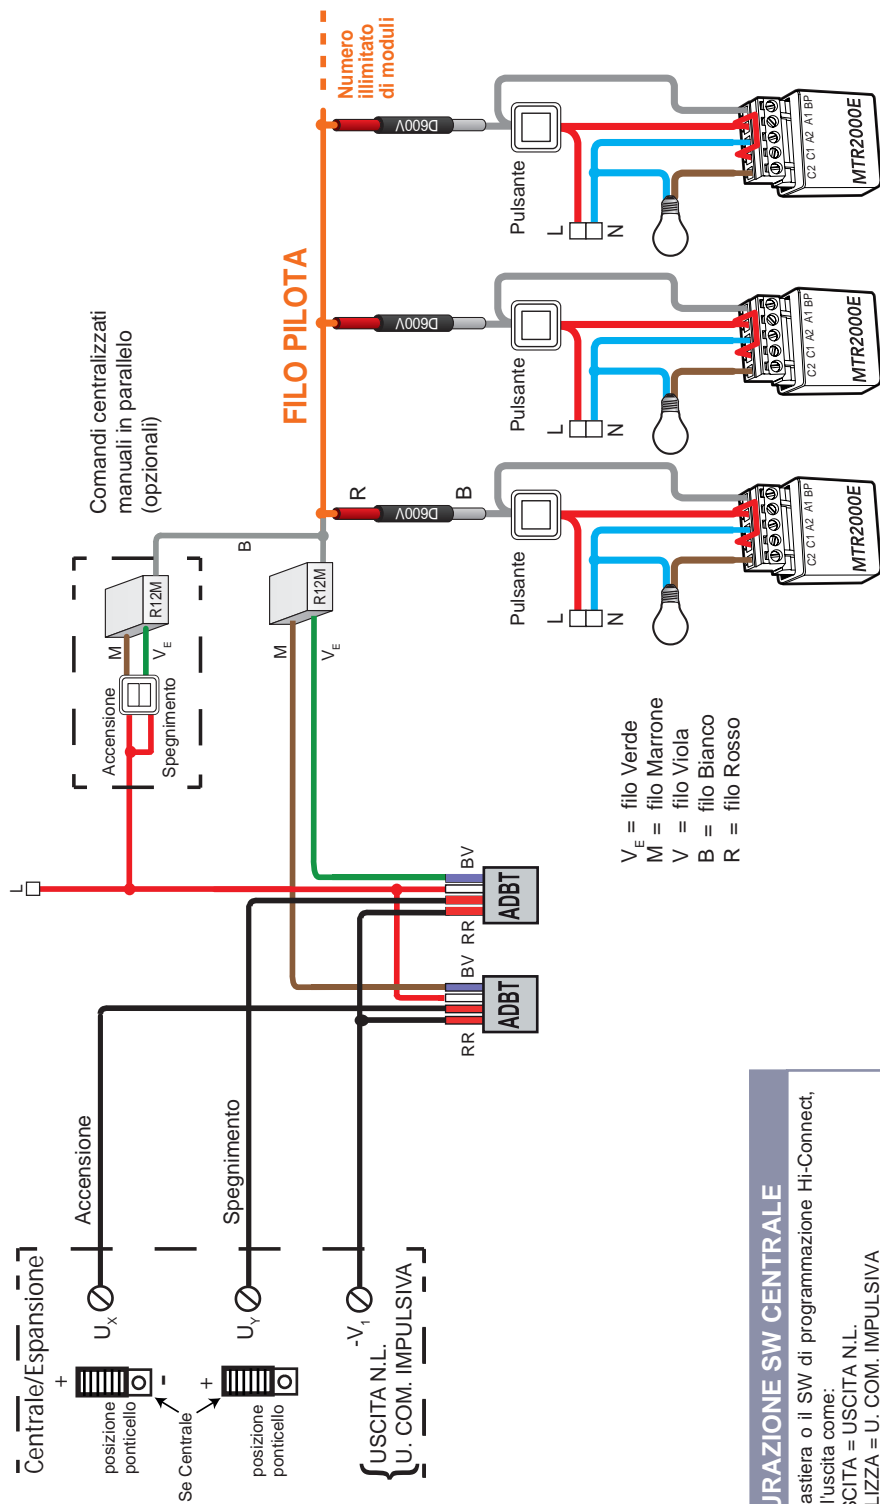 Centrale/Espansione
+
-
posizione
ponticello
Se Centrale
+
posizione
ponticello
UX
UY
-V1
USCITA N.L.
U. COM. IMPULSIVA
Accensione
Spegnimento
L
RR
BV
ADBT
RR
BV
ADBT
Comandi centralizzati
manuali in parallelo
(opzionali)
Accensione
Spegnimento
M
VE
R12M
B
M
VE
R12M
FILO PILOTA
Numero
illimitato
di moduli
R
D600V
B
D600V
D600V
Pulsante
L
N
C2 C1 A2 A1 BP
MTR2000E
Pulsante
L
N
C2 C1 A2 A1 BP
MTR2000E
Pulsante
L
N
C2 C1 A2 A1 BP
MTR2000E
VE = filo Verde
M = filo Marrone
V = filo Viola
B = filo Bianco
R = filo Rosso
URAZIONE SW CENTRALE
astiera o il SW di programmazione Hi-Connect,
l'uscita come:
SCITA = USCITA N.L.
LIZZA = U. COM. IMPULSIVA